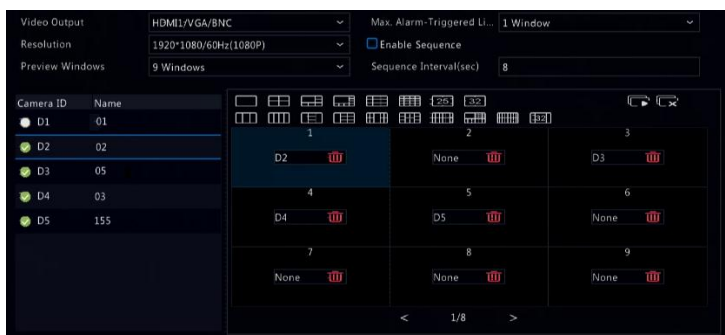 Video Output HDMI1/VGA/BNC Max. Alarm-Triggered Li... 1 Window
Resolution 1920*1080/60Hz(1080P) Enable Sequence
Preview Windows 9 Windows Sequence Interval(sec) 8
Camera ID Name
25 32
D1 01
32
1 2 3
D2 02
D2 None D3
D3 05
4 5 6
D4 03
D4 D5 None
D5 155
7 8 9
None None None
< 1/8 >